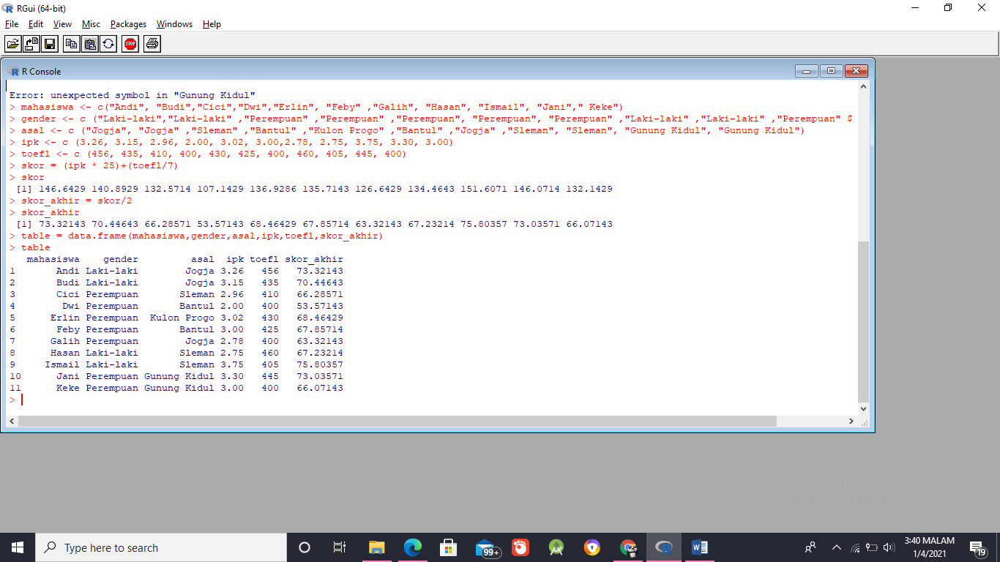 RGui (64-bit)
File Edit View Misc Packages Windows Help
STOP
R Console
Error: unexpected symbol in "Gunung Kidul"
> mahasiswa <- c("Andi", "Budi","Cici","Dwi","Erlin", "Feby" ,"Galih", "Hasan", "Ismail", "Jani"," Keke")
> gender <- c ("Laki-laki","Laki-laki" ,"Perempuan" ,"Perempuan" ,"Perempuan", "Perempuan", "Perempuan" ,"Laki-laki" ,"Laki-laki" ,"Perempuan" $
> asal <- c ("Jogja", "Jogja" ,"Sleman" ,"Bantul" ,"Kulon Progo" ,"Bantul" ,"Jogja" ,"Sleman", "Sleman", "Gunung Kidul", "Gunung Kidul")
> ipk <- c (3.26, 3.15, 2.96, 2.00, 3.02, 3.00,2.78, 2.75, 3.75, 3.30, 3.00)
> toefl <- c (456, 435, 410, 400, 430, 425, 400, 460, 405, 445, 400)
> skor = (ipk * 25)+(toefl/7)
> skor
[1] 146.6429 140.8929 132.5714 107.1429 136.9286 135.7143 126.6429 134.4643 151.6071 146.0714 132.1429
> skor_akhir = skor/2
> skor_akhir
[1] 73.32143 70.44643 66.28571 53.57143 68.46429 67.85714 63.32143 67.23214 75.80357 73.03571 66.07143
> table = data.frame(mahasiswa,gender,asal,ipk,toefl,skor_akhir)
> table
mahasiswa gender asal ipk toefl skor_akhir
1 Andi Laki-laki Jogja 3.26 456 73.32143
2 Budi Laki-laki Jogja 3.15 435 70.44643
3 Cici Perempuan Sleman 2.96 410 66.28571
4 Dwi Perempuan Bantul 2.00 400 53.57143
5 Erlin Perempuan Kulon Progo 3.02 430 68.46429
6 Feby Perempuan Bantul 3.00 425 67.85714
7 Galih Perempuan Jogja 2.78 400 63.32143
8 Hasan Laki-laki Sleman 2.75 460 67.23214
9 Ismail Laki-laki Sleman 3.75 405 75.80357
10 Jani Perempuan Gunung Kidul 3.30 445 73.03571
11 Keke Perempuan Gunung Kidul 3.00 400 66.07143
>
Type here to search
99+
3:40 MALAM
1/4/2021
19